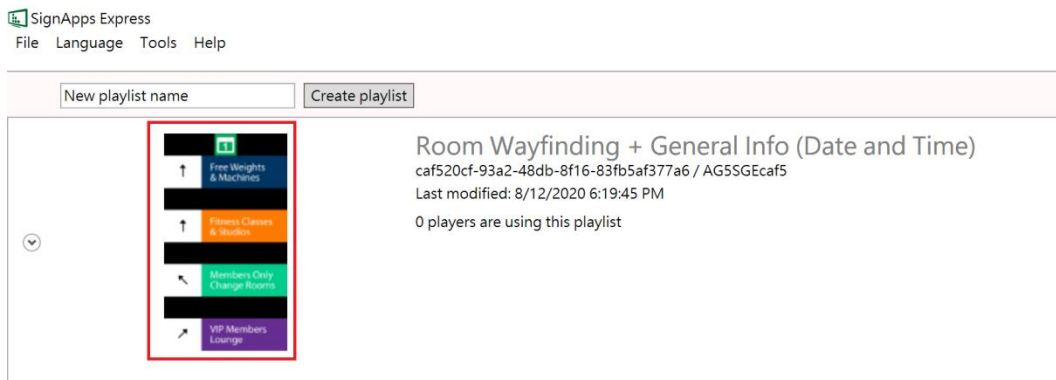 SignApps Express
File Language Tools Help
New playlist name
Create playlist
1
Free Weights
& Machines
Fitness Classes
& Studios
Members Only
Change Rooms
VIP Members
Lounge
Room Wayfinding + General Info (Date and Time)
caf520cf-93a2-48db-8f16-83fb5af377a6 / AG5SGEcaf5
Last modified: 8/12/2020 6:19:45 PM
0 players are using this playlist